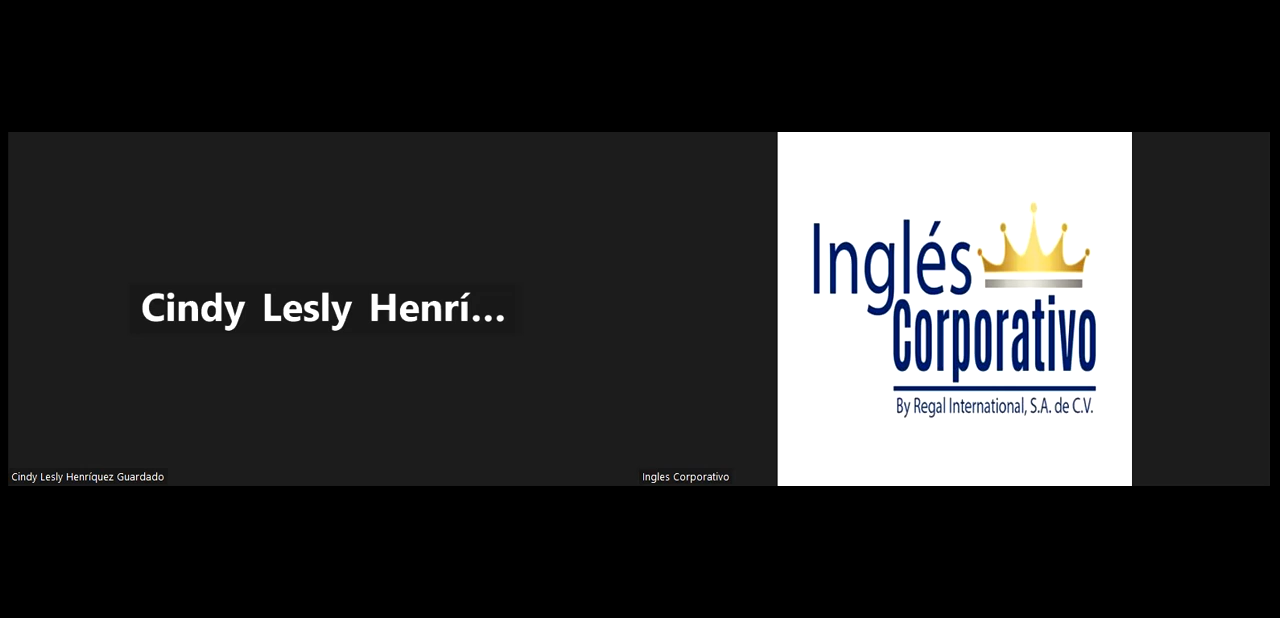 Cindy Lesly Henrí...
Cindy Lesly Henríquez Guardado
Inglés
Corporativo
By Regal International, S.A. de C.V.
Ingles Corporativo